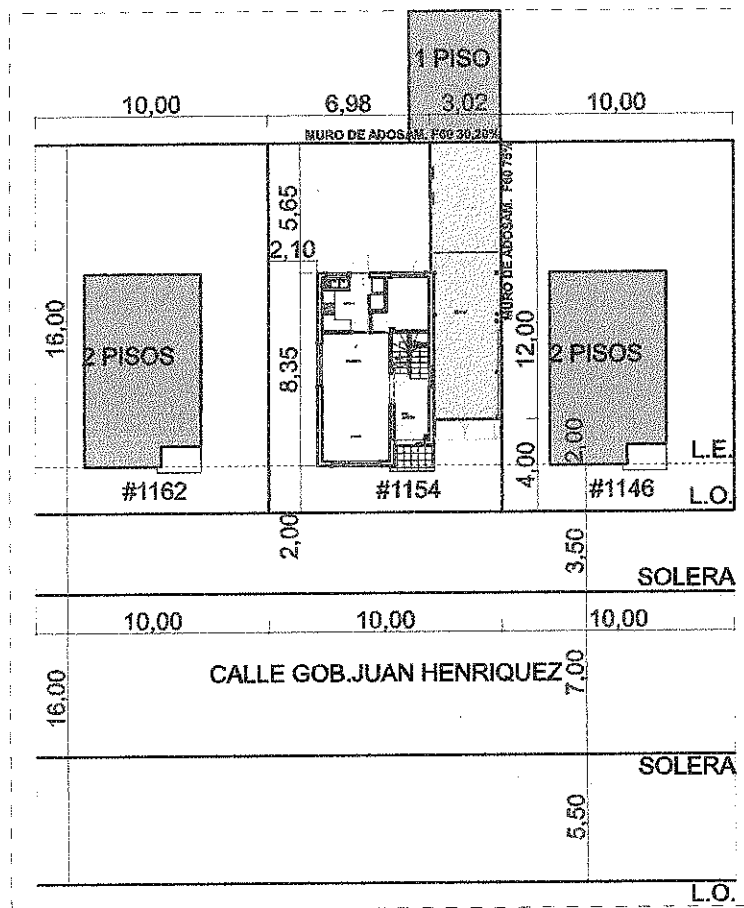 1 PISO
10,00 6,98 3,02 10,00
MURO DE ADOSAM. F60 30,20%
MURO DE ADOSAM. F60 75%
5,65
2,10
16,00
2 PISOS
8,35
12,00
2 PISOS
4,00
2,00
L.E.
#1162 #1154 #1146
L.O.
2,00
3,50
SOLERA
10,00 10,00 10,00
CALLE GOB.JUAN HENRIQUEZ
7,00
16,00
SOLERA
5,50
L.O.